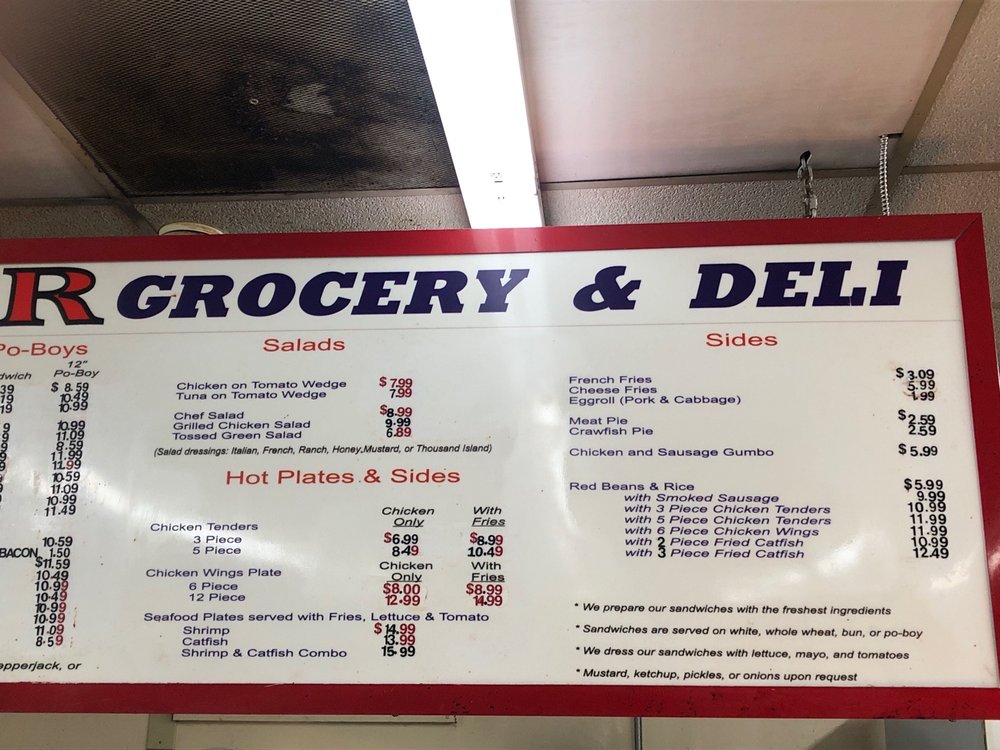 R GROCERY & DELI
Po-Boys
12"
dwich Po-Boy
39 $ 8.59
19 10.49
19 10.99
9 10.99
9 11.09
9 8.59
9 11.99
9 12.99
10.59
11.09
10.99
11.49
10.59
BACON 1.50
$11.59
10.49
10.99
10.49
10.99
10.99
11.09
8.59
epperjack, or
Salads
Chicken on Tomato Wedge $7.99
Tuna on Tomato Wedge 7.99
Chef Salad $8.99
Grilled Chicken Salad 9.99
Tossed Green Salad 6.89
(Salad dressings: Italian, French, Ranch, Honey,Mustard, or Thousand Island)
Hot Plates & Sides
Chicken With
Chicken Tenders Only Fries
3 Piece $6.99 $8.99
5 Piece 8.49 10.49
Chicken With
Chicken Wings Plate Only Fries
6 Piece $8.00 $8.99
12 Piece 12.99 14.99
Seafood Plates served with Fries, Lettuce & Tomato
Shrimp $14.99
Catfish 13.99
Shrimp & Catfish Combo 15.99
Sides
French Fries $3.09
Cheese Fries 5.99
Eggroll (Pork & Cabbage) 1.99
Meat Pie $2.59
Crawfish Pie 2.59
Chicken and Sausage Gumbo $5.99
Red Beans & Rice $5.99
with Smoked Sausage 9.99
with 3 Piece Chicken Tenders 10.99
with 5 Piece Chicken Tenders 11.99
with 6 Piece Chicken Wings 11.99
with 2 Piece Fried Catfish 10.99
with 3 Piece Fried Catfish 12.49
* We prepare our sandwiches with the freshest ingredients
* Sandwiches are served on white, whole wheat, bun, or po-boy
* We dress our sandwiches with lettuce, mayo, and tomatoes
* Mustard, ketchup, pickles, or onions upon request